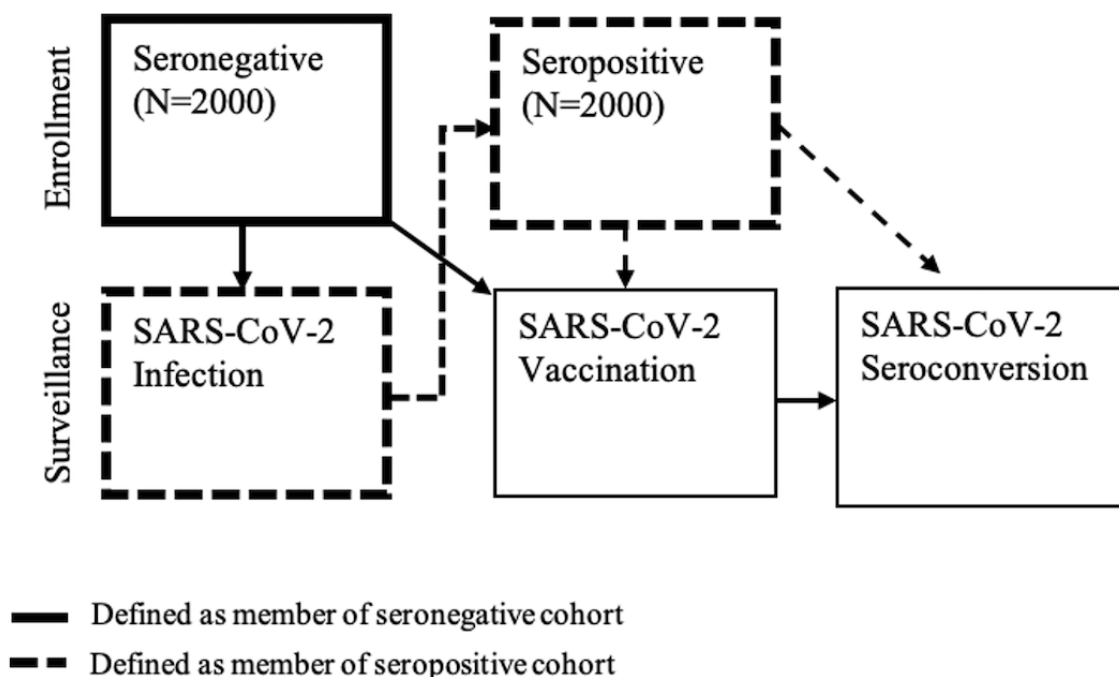 Enrollment
Seronegative
(N=2000)
Seropositive
(N=2000)
Surveillance
SARS-CoV-2
Infection
SARS-CoV-2
Vaccination
SARS-CoV-2
Seroconversion
Defined as member of seronegative cohort
Defined as member of seropositive cohort